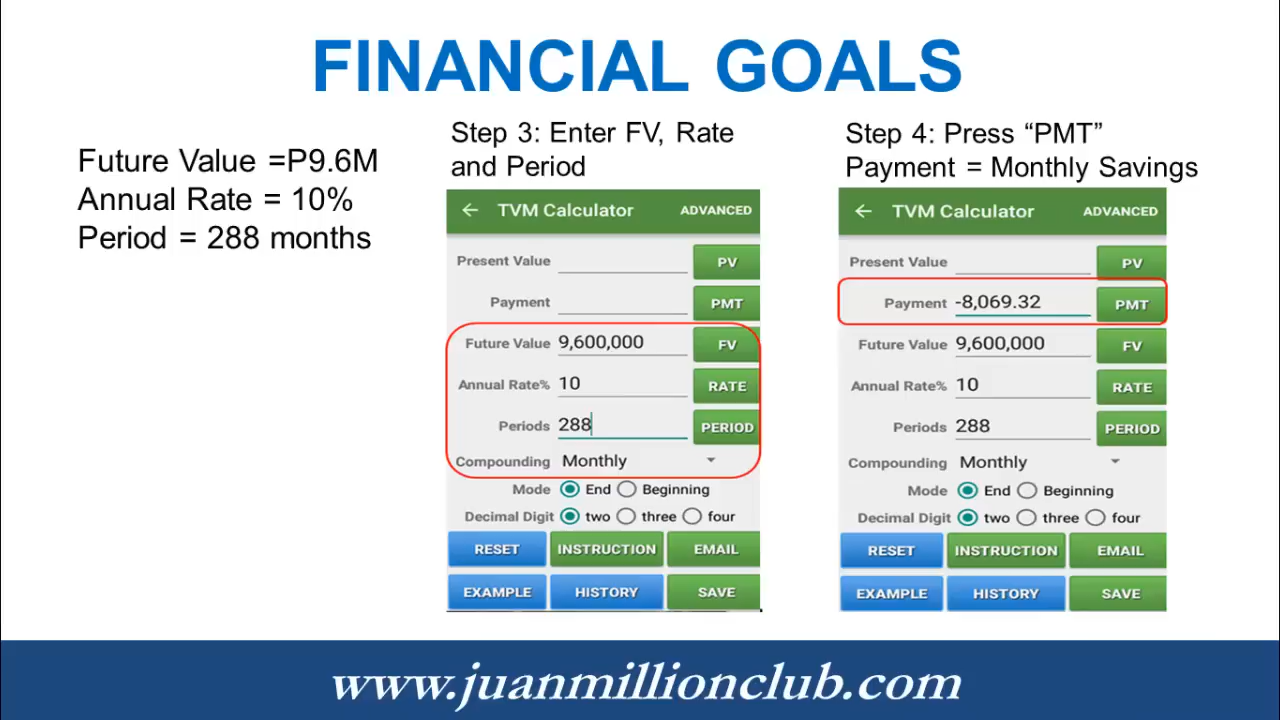 FINANCIAL GOALS
Future Value =P9.6M
Annual Rate = 10%
Period = 288 months
Step 3: Enter FV, Rate
and Period
TVM Calculator ADVANCED
Present Value PV
Payment PMT
Future Value 9,600,000 FV
Annual Rate% 10 RATE
Periods 288 PERIOD
Compounding Monthly
Mode End Beginning
Decimal Digit two three four
RESET INSTRUCTION EMAIL
EXAMPLE HISTORY SAVE
Step 4: Press “PMT”
Payment = Monthly Savings
TVM Calculator ADVANCED
Present Value PV
Payment -8,069.32 PMT
Future Value 9,600,000 FV
Annual Rate% 10 RATE
Periods 288 PERIOD
Compounding Monthly
Mode End Beginning
Decimal Digit two three four
RESET INSTRUCTION EMAIL
EXAMPLE HISTORY SAVE
www.juanmillionclub.com